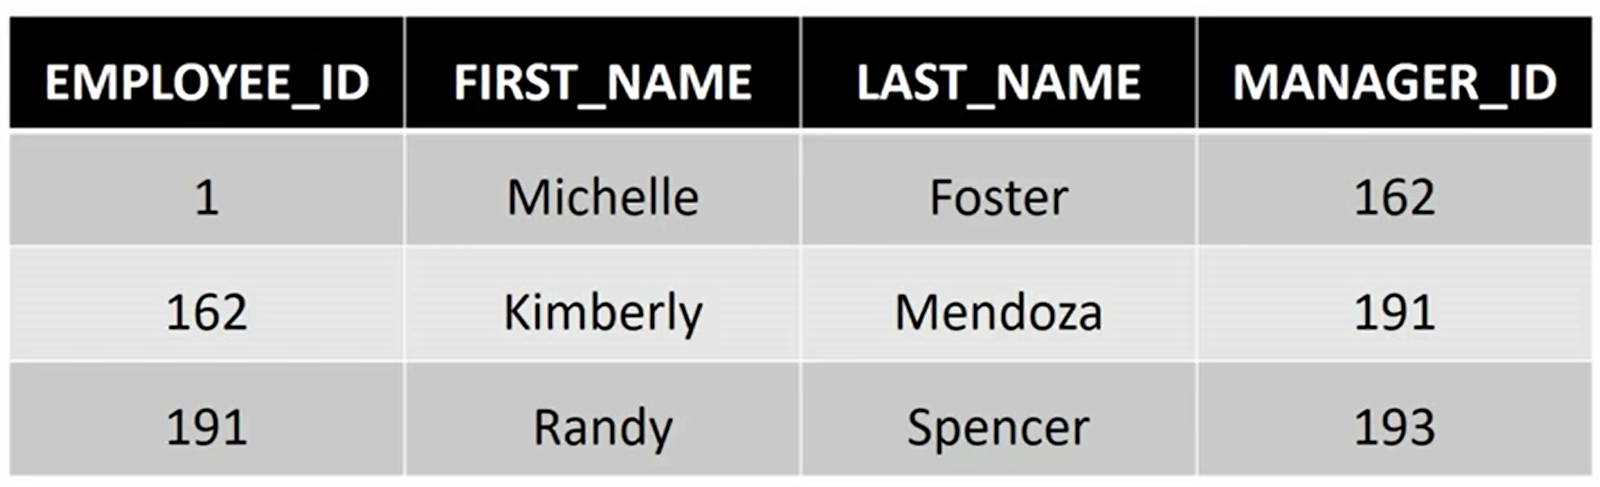 EMPLOYEE_ID FIRST_NAME LAST_NAME MANAGER_ID
1 Michelle Foster 162
162 Kimberly Mendoza 191
191 Randy Spencer 193